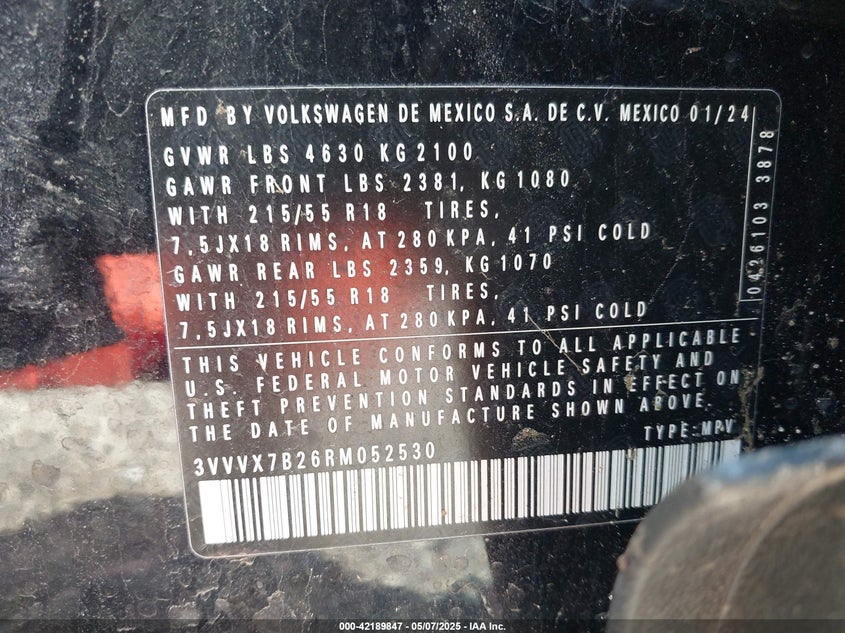 MFD BY VOLKSWAGEN DE MEXICO S.A. DE C.V. MEXICO 01/24
GVWR LBS 4630 KG 2100
GAWR FRONT LBS 2381, KG 1080
WITH 215/55 R18 TIRES,
7,5JX18 RIMS, AT 280 KPA, 41 PSI COLD
GAWR REAR LBS 2359, KG 1070
WITH 215/55 R18 TIRES,
7,5JX18 RIMS, AT 280 KPA, 41 PSI COLD
THIS VEHICLE CONFORMS TO ALL APPLICABLE
U.S. FEDERAL MOTOR VEHICLE SAFETY AND
THEFT PREVENTION STANDARDS IN EFFECT ON
THE DATE OF MANUFACTURE SHOWN ABOVE.
TYPE: MPV
3VVVX7B26RM052530
0426103 3878
000-42189847 - 05/07/2025 - IAA Inc.